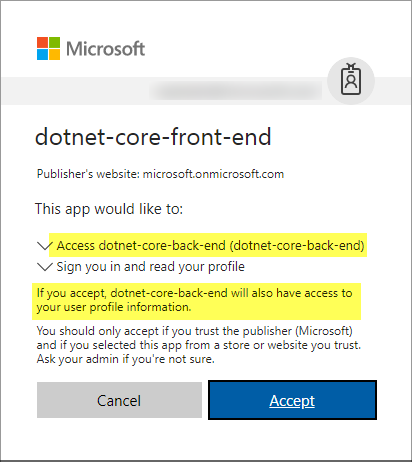 Microsoft
dotnet-core-front-end
Publisher's website: microsoft.onmicrosoft.com
This app would like to:
Access dotnet-core-back-end (dotnet-core-back-end)
Sign you in and read your profile
If you accept, dotnet-core-back-end will also have access to
your user profile information.
You should only accept if you trust the publisher (Microsoft)
and if you selected this app from a store or website you trust.
Ask your admin if you're not sure.
Cancel
Accept